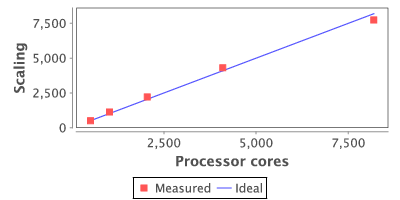 7,500
5,000
2,500
0
Scaling
2,500 5,000 7,500
Processor cores
Measured Ideal